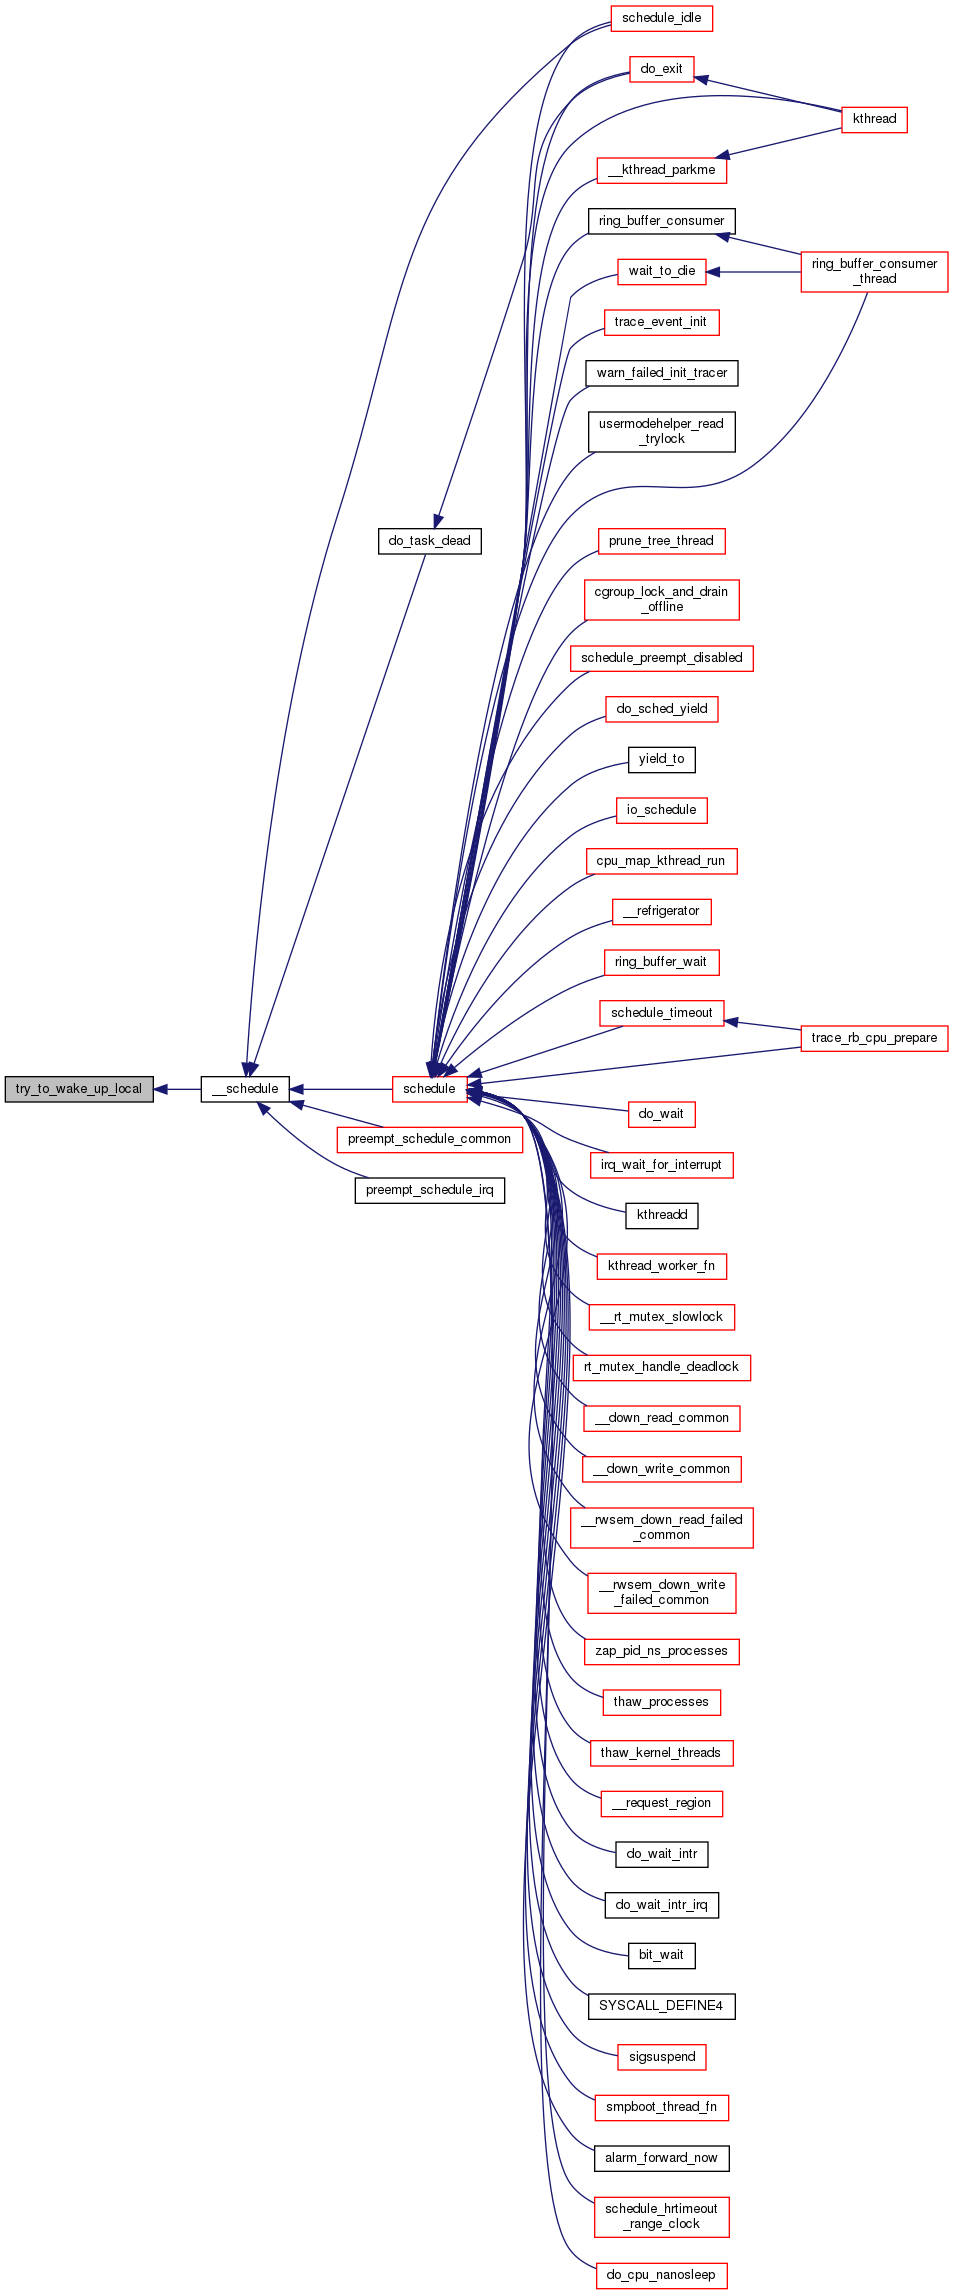 schedule_idle
do_exit
kthread
__kthread_parkme
ring_buffer_consumer
ring_buffer_consumer
_thread
wait_to_die
trace_event_init
warn_failed_init_tracer
usermodehelper_read
_trylock
do_task_dead
prune_tree_thread
cgroup_lock_and_drain
_offline
schedule_preempt_disabled
do_sched_yield
yield_to
io_schedule
cpu_map_kthread_run
__refrigerator
ring_buffer_wait
schedule_timeout
trace_rb_cpu_prepare
try_to_wake_up_local
__schedule
schedule
do_wait
preempt_schedule_common
irq_wait_for_interrupt
preempt_schedule_irq
kthreadd
kthread_worker_fn
__rt_mutex_slowlock
rt_mutex_handle_deadlock
__down_read_common
__down_write_common
__rwsem_down_read_failed
_common
__rwsem_down_write
_failed_common
zap_pid_ns_processes
thaw_processes
thaw_kernel_threads
__request_region
do_wait_intr
do_wait_intr_irq
bit_wait
SYSCALL_DEFINE4
sigsuspend
smpboot_thread_fn
alarm_forward_now
schedule_hrtimeout
_range_clock
do_cpu_nanosleep